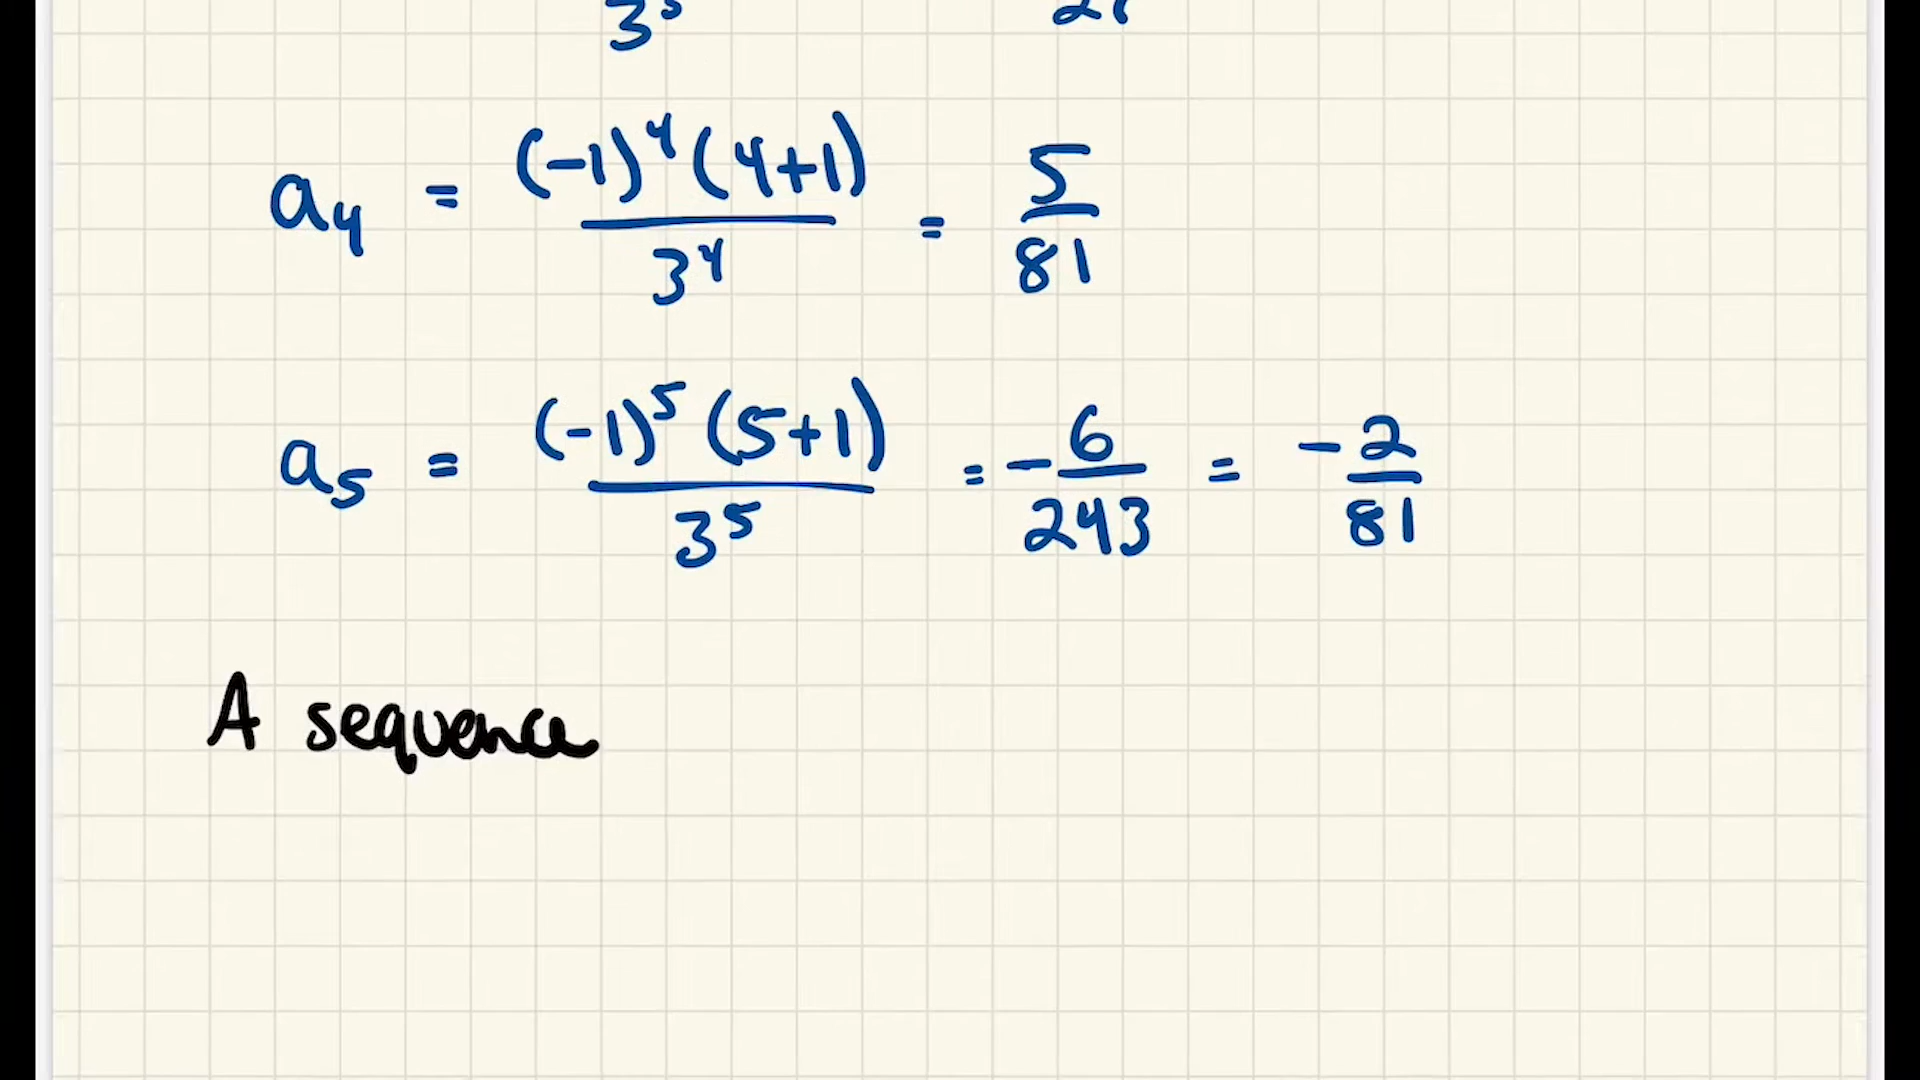 a₄ = (-1)⁴(4+1) / 3⁴ = 5/81
a₅ = (-1)⁵(5+1) / 3⁵ = -6/243 = -2/81
A sequence